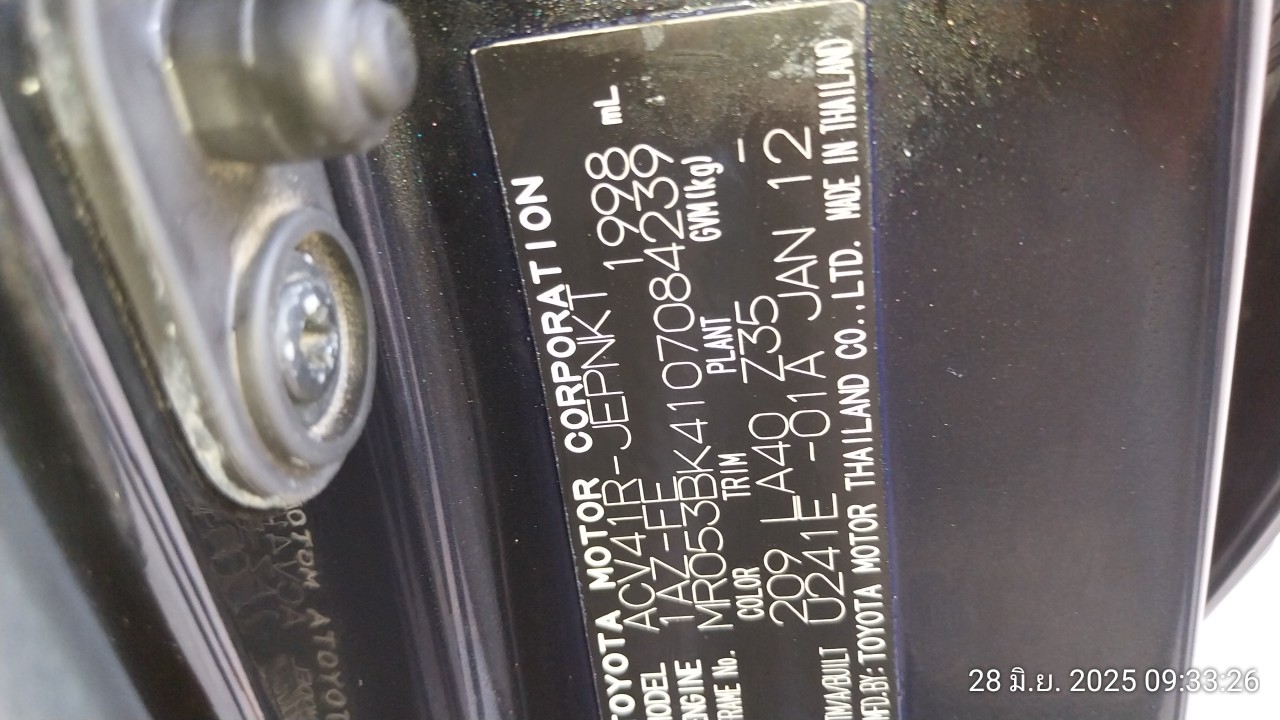 TOYOTA MOTOR CORPORATION
MODEL ACV41R-JEPNKT 1998 mL
ENGINE 1AZ-FE
FRAME No. MR053BK4107084239
COLOR TRIM PLANT GVM(kg)
209 LA40 Z35 -
T/M/A/BUILT U241E -01A JAN 12
MFD.BY: TOYOTA MOTOR THAILAND CO.,LTD. MADE IN THAILAND
28 มิ.ย. 2025 09:33:26